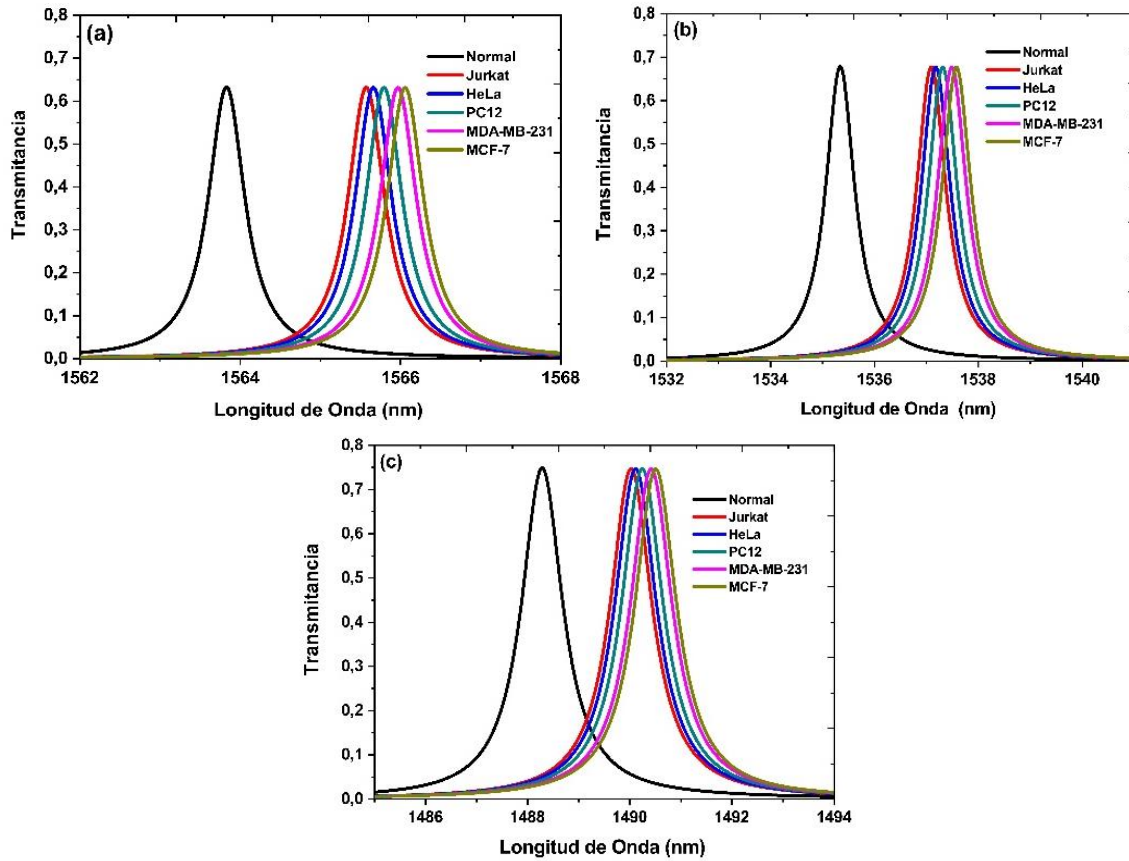 (a)
0,8
0,7
0,6
0,5
0,4
0,3
0,2
0,1
0,0
Transmitancia
Normal
Jurkat
HeLa
PC12
MDA-MB-231
MCF-7
1562
1564
1566
1568
Longitud de Onda (nm)
(b)
0,8
0,7
0,6
0,5
0,4
0,3
0,2
0,1
0,0
Transmitancia
Normal
Jurkat
HeLa
PC12
MDA-MB-231
MCF-7
1532
1534
1536
1538
1540
Longitud de Onda (nm)
(c)
0,8
0,7
0,6
0,5
0,4
0,3
0,2
0,1
0,0
Transmitancia
Normal
Jurkat
HeLa
PC12
MDA-MB-231
MCF-7
1486
1488
1490
1492
1494
Longitud de Onda (nm)